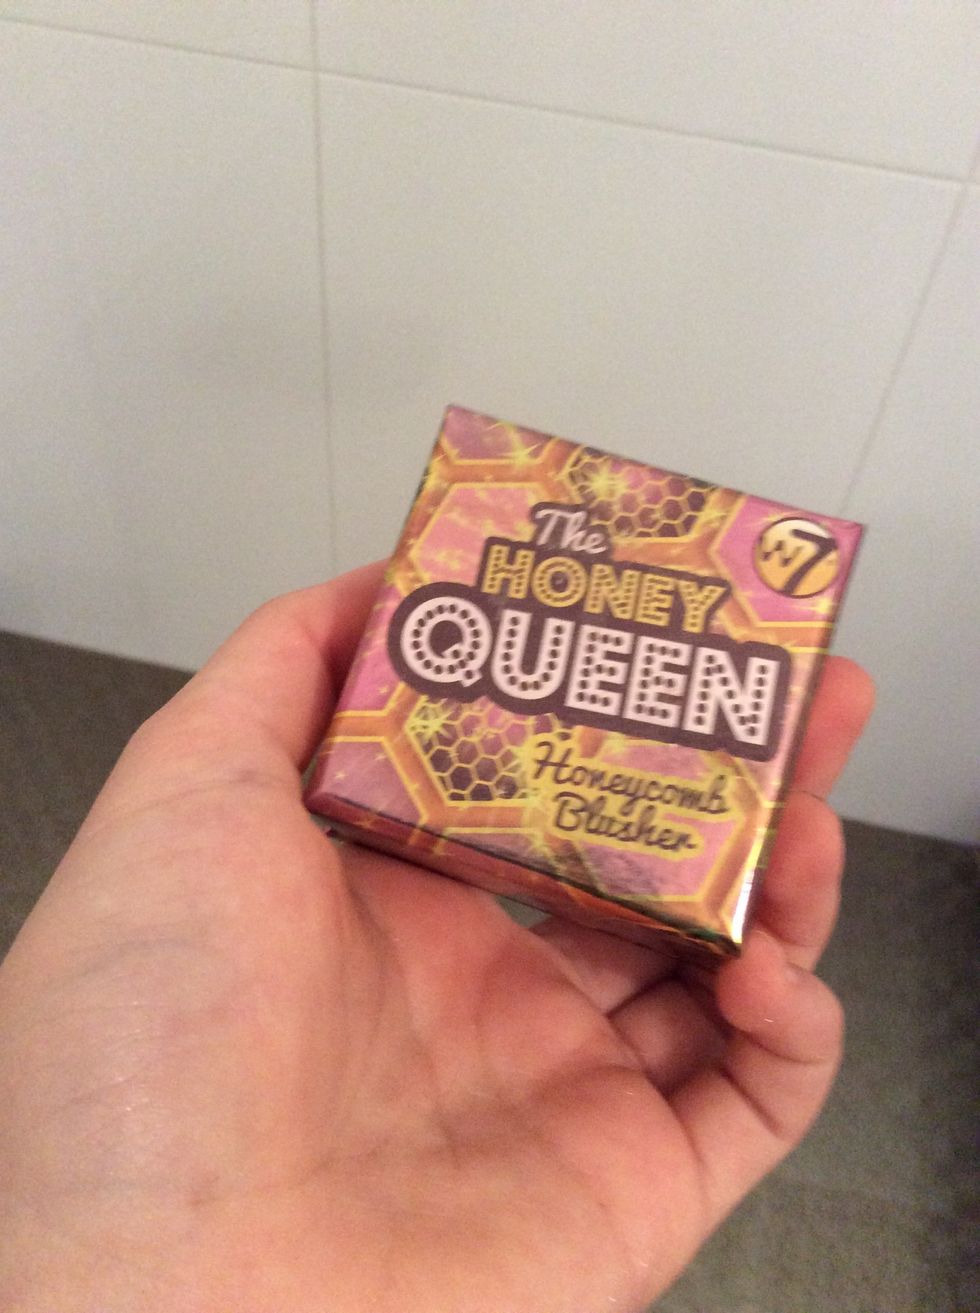 W7
The
HONEY
QUEEN
Honeycomb
Blusher